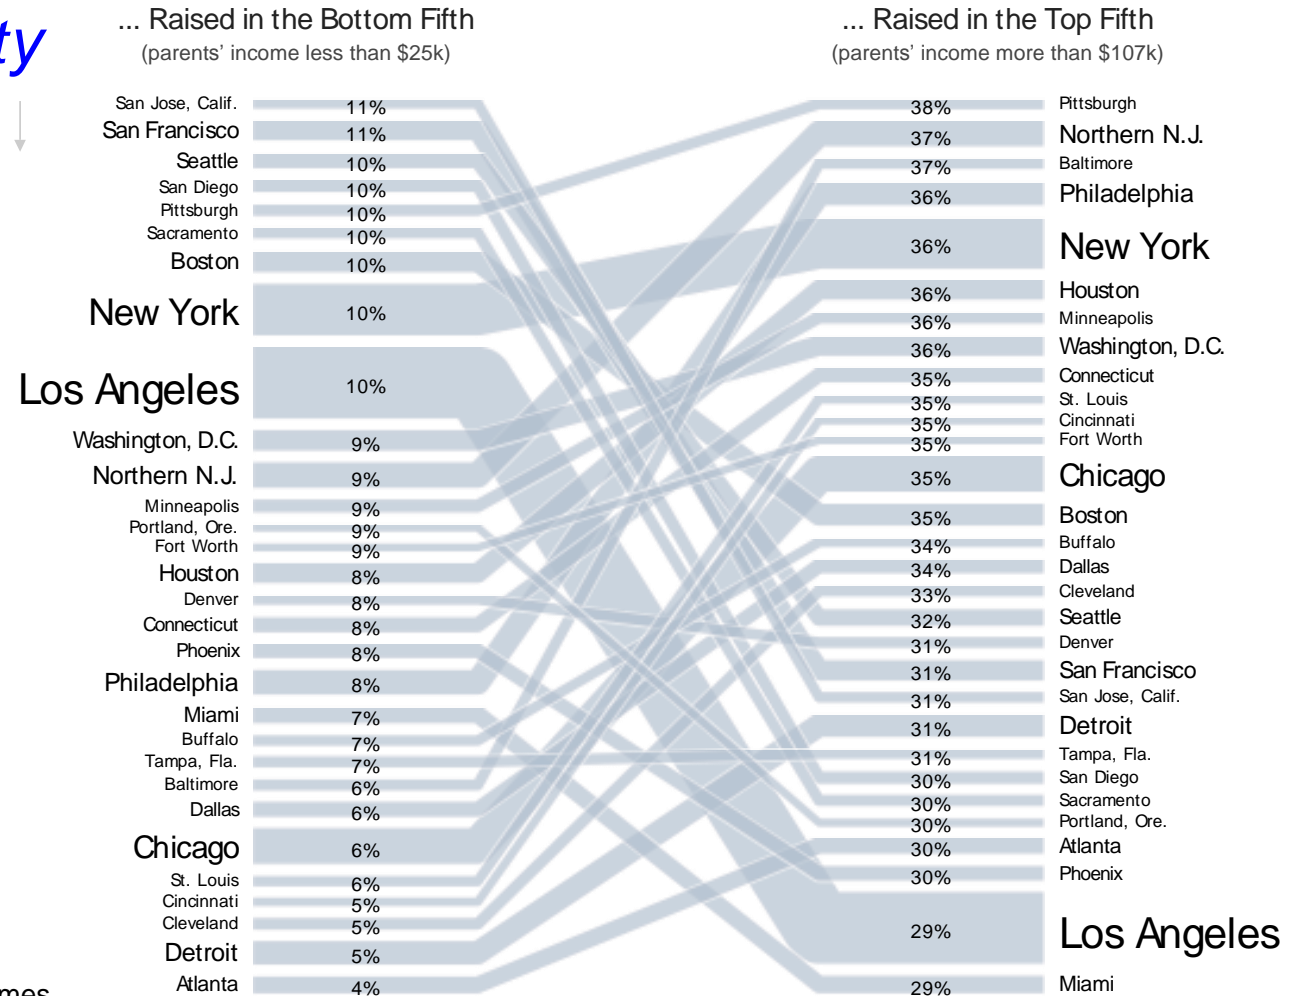 ty
... Raised in the Bottom Fifth
(parents' income less than $25k)
San Jose, Calif. 11%
San Francisco 11%
Seattle 10%
San Diego 10%
Pittsburgh 10%
Sacramento 10%
Boston 10%
New York 10%
Los Angeles 10%
Washington, D.C. 9%
Northern N.J. 9%
Minneapolis 9%
Portland, Ore. 9%
Fort Worth 9%
Houston 8%
Denver 8%
Connecticut 8%
Phoenix 8%
Philadelphia 8%
Miami 7%
Buffalo 7%
Tampa, Fla. 7%
Baltimore 6%
Dallas 6%
Chicago 6%
St. Louis 6%
Cincinnati 5%
Cleveland 5%
Detroit 5%
Atlanta 4%
mes
... Raised in the Top Fifth
(parents' income more than $107k)
38% Pittsburgh
37% Northern N.J.
37% Baltimore
36% Philadelphia
36% New York
36% Houston
36% Minneapolis
36% Washington, D.C.
35% Connecticut
35% St. Louis
35% Cincinnati
35% Fort Worth
35% Chicago
35% Boston
34% Buffalo
34% Dallas
33% Cleveland
32% Seattle
31% Denver
31% San Francisco
31% San Jose, Calif.
31% Detroit
31% Tampa, Fla.
30% San Diego
30% Sacramento
30% Portland, Ore.
30% Atlanta
30% Phoenix
29% Los Angeles
29% Miami